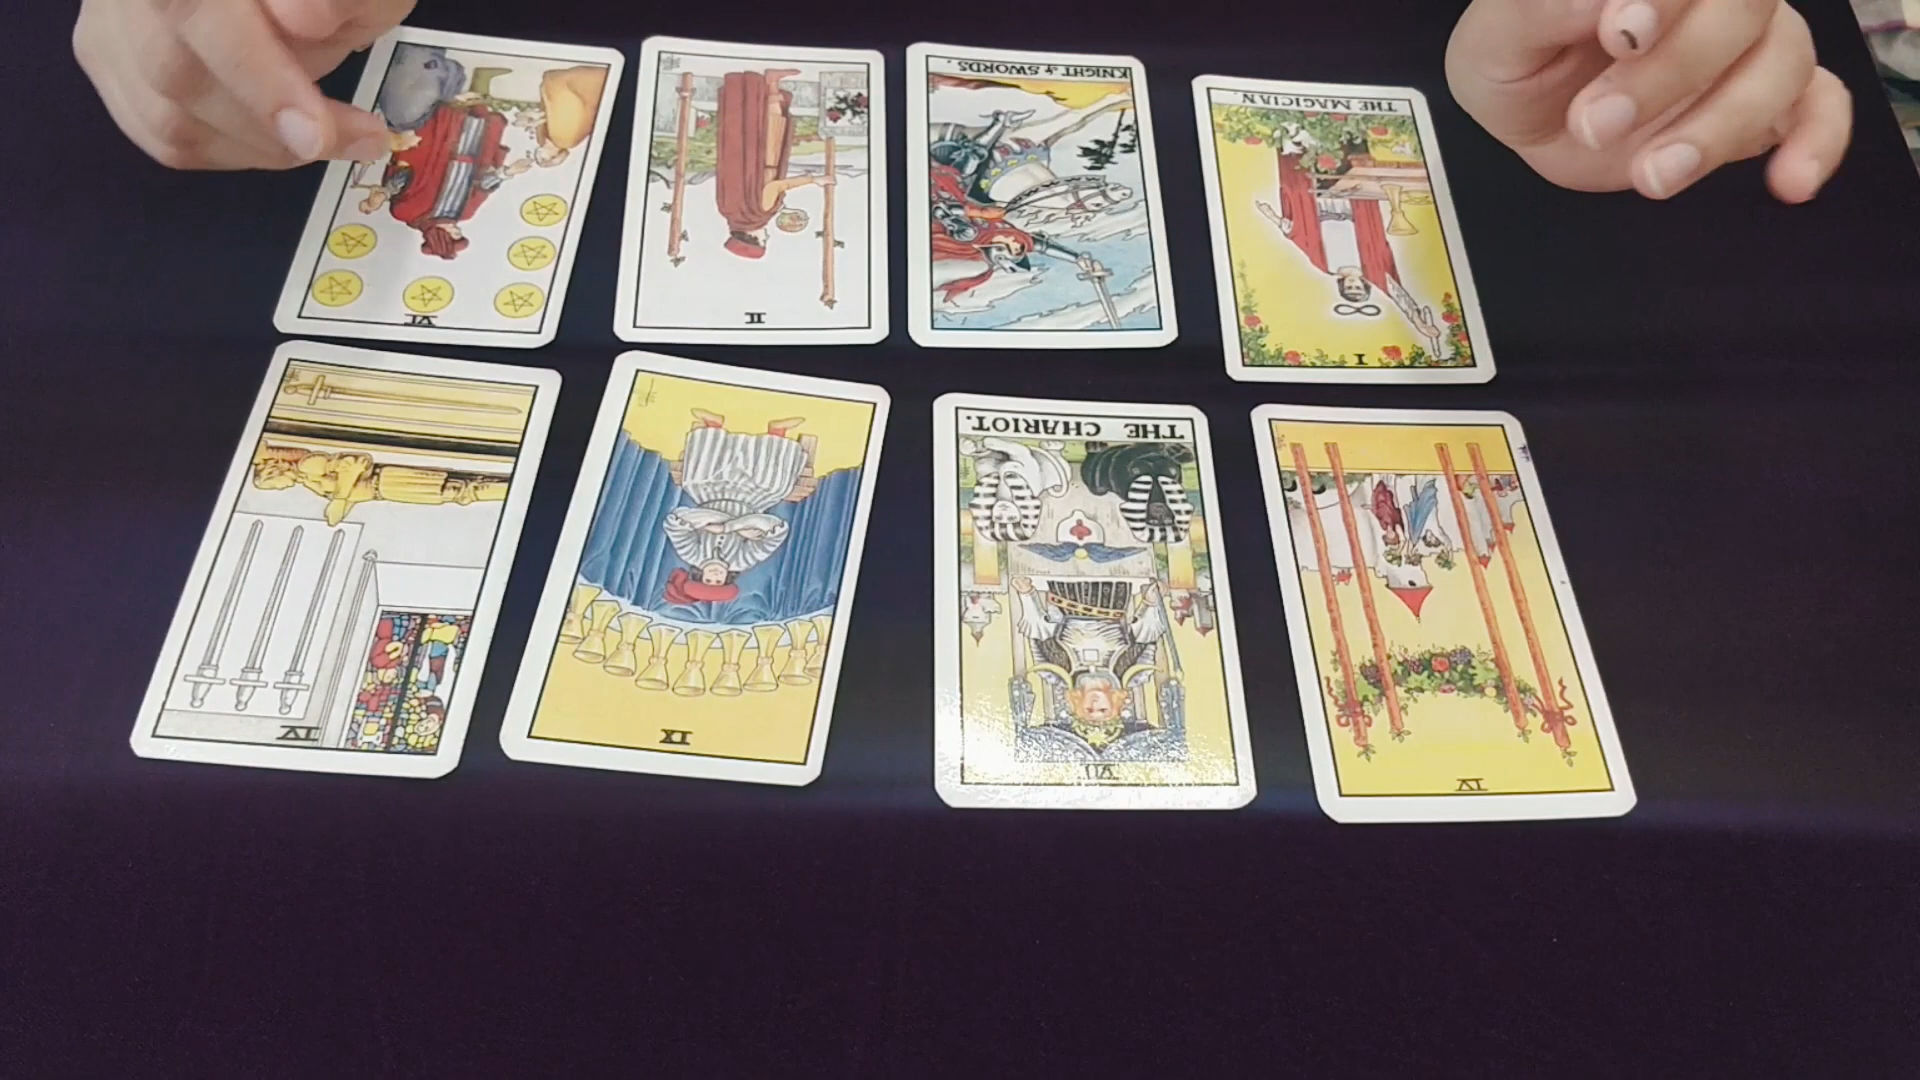 VI
II
KNIGHT of SWORDS.
THE MAGICIAN.
I
IV
IX
THE CHARIOT.
VII
IV